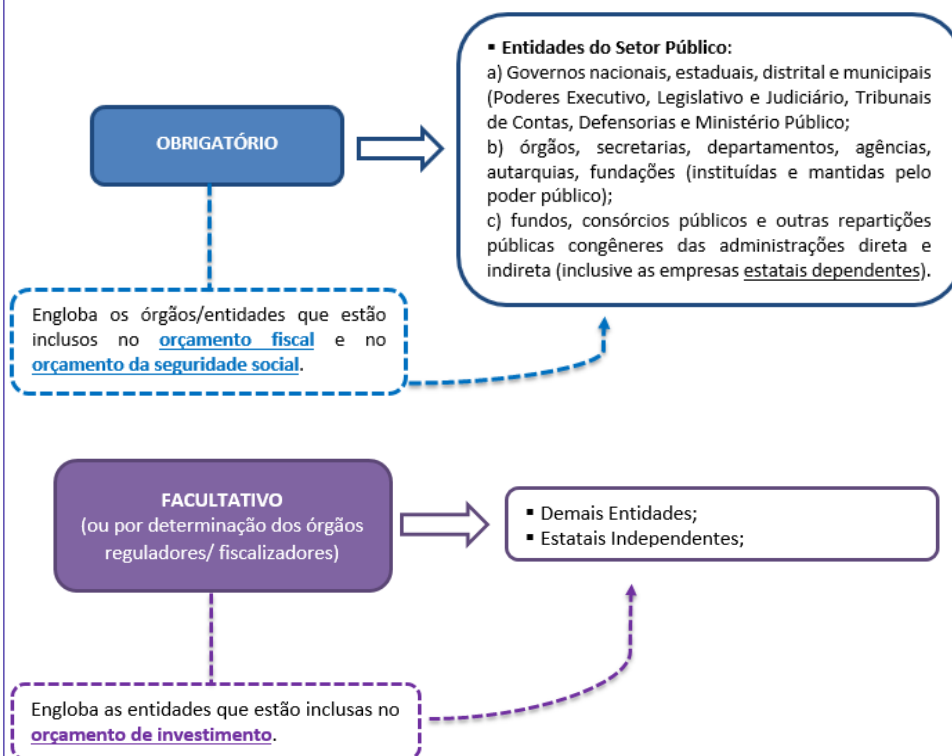 OBRIGATÓRIO
▪ Entidades do Setor Público:
a) Governos nacionais, estaduais, distrital e municipais
(Poderes Executivo, Legislativo e Judiciário, Tribunais
de Contas, Defensorias e Ministério Público;
b) órgãos, secretarias, departamentos, agências,
autarquias, fundações (instituídas e mantidas pelo
poder público);
c) fundos, consórcios públicos e outras repartições
públicas congêneres das administrações direta e
indireta (inclusive as empresas estatais dependentes).
Engloba os órgãos/entidades que estão
inclusos no orçamento fiscal e no
orçamento da seguridade social.
FACULTATIVO
(ou por determinação dos órgãos
reguladores/ fiscalizadores)
▪ Demais Entidades;
▪ Estatais Independentes;
Engloba as entidades que estão inclusas no
orçamento de investimento.